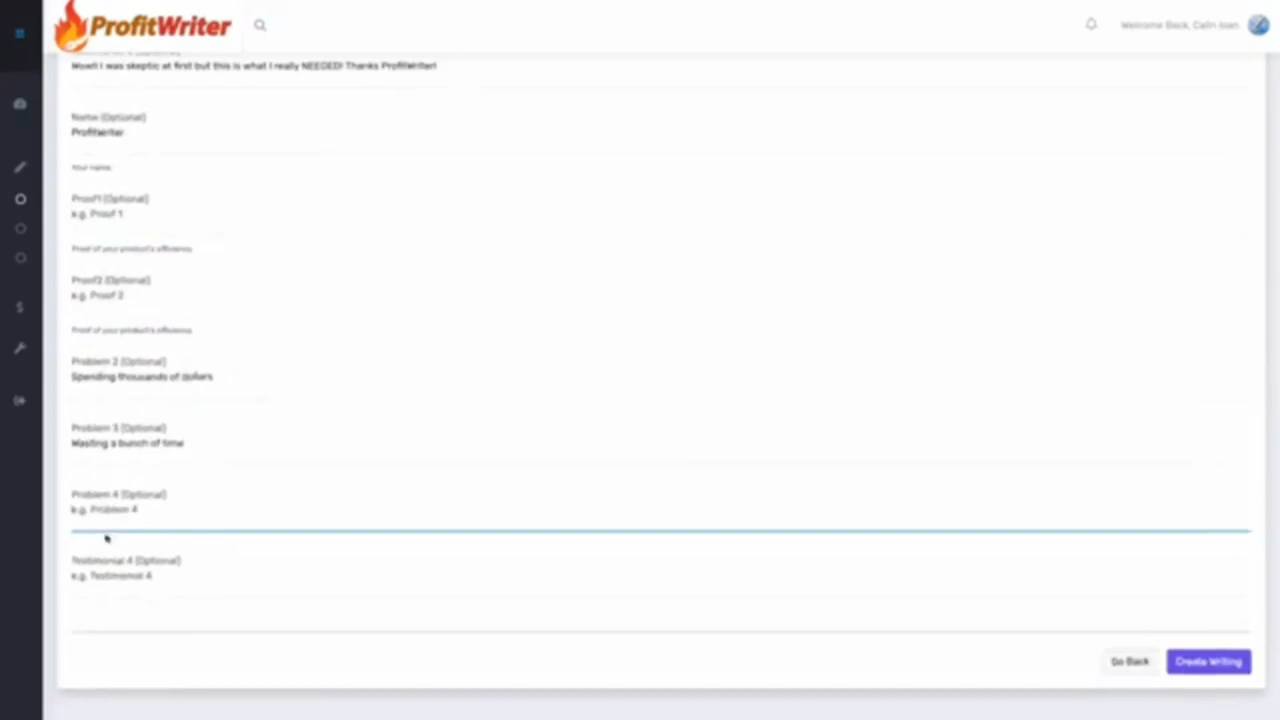 ProfitWriter
Welcome Back, Calin Ioan
Wow!! I was skeptic at first but this is what I really NEEDED! Thanks ProfitWriter!
Name (Optional)
ProfitWriter
Your name.
Proof1 (Optional)
e.g. Proof 1
Proof of your product's efficiency.
Proof2 (Optional)
e.g. Proof 2
Proof of your product's efficiency.
Problem 2 (Optional)
Spending thousands of dollars
Problem 3 (Optional)
Wasting a bunch of time
Problem 4 (Optional)
e.g. Problem 4
Testimonial 4 (Optional)
e.g. Testimonial 4
Go Back
Create Writing